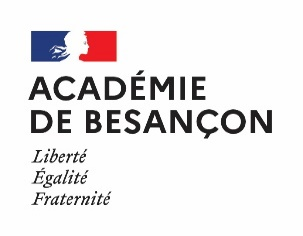 ACADÉMIE
DE BESANÇON
Liberté
Égalité
Fraternité